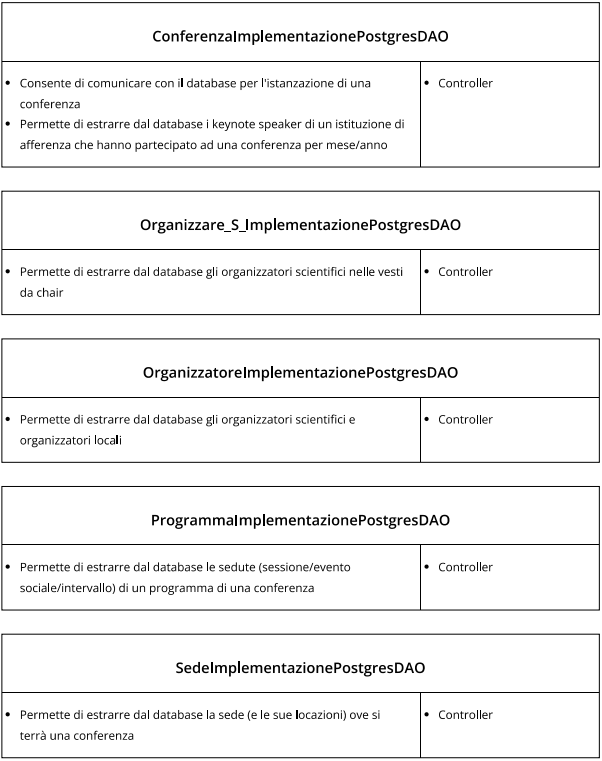 ConferenzaImplementazionePostgresDAO
• Consente di comunicare con il database per l'istanzazione di una
conferenza
• Permette di estrarre dal database i keynote speaker di un istituzione di
afferenza che hanno partecipato ad una conferenza per mese/anno
• Controller
Organizzare_S_ImplementazionePostgresDAO
• Permette di estrarre dal database gli organizzatori scientifici nelle vesti
da chair
• Controller
OrganizzatoreImplementazionePostgresDAO
• Permette di estrarre dal database gli organizzatori scientifici e
organizzatori locali
• Controller
ProgrammaImplementazionePostgresDAO
• Permette di estrarre dal database le sedute (sessione/evento
sociale/intervallo) di un programma di una conferenza
• Controller
SedeImplementazionePostgresDAO
• Permette di estrarre dal database la sede (e le sue locazioni) ove si
terrà una conferenza
• Controller